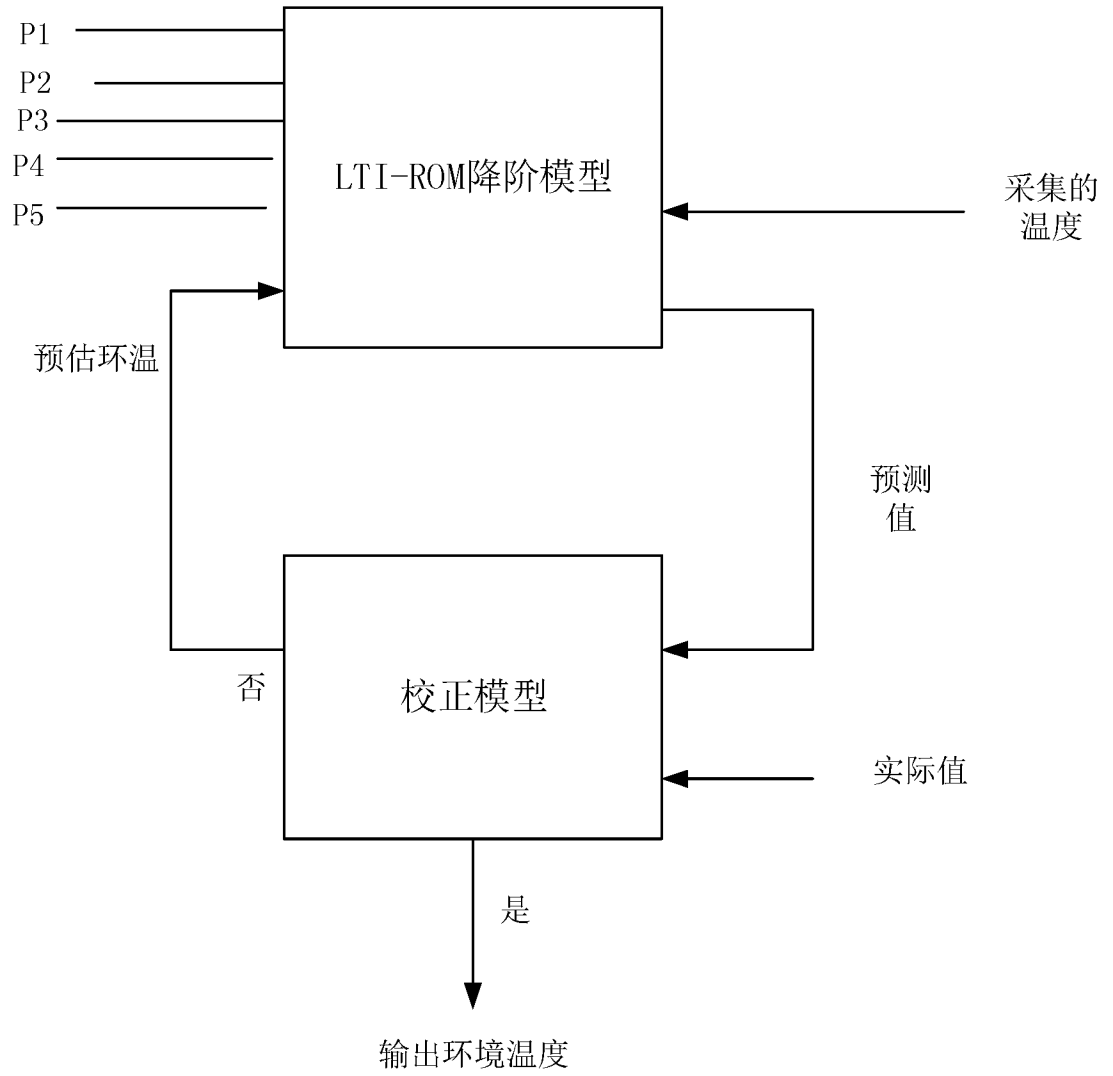 P1
P2
P3
P4
P5
LTI-ROM降阶模型
采集的
温度
预估环温
预测
值
否
校正模型
实际值
是
输出环境温度